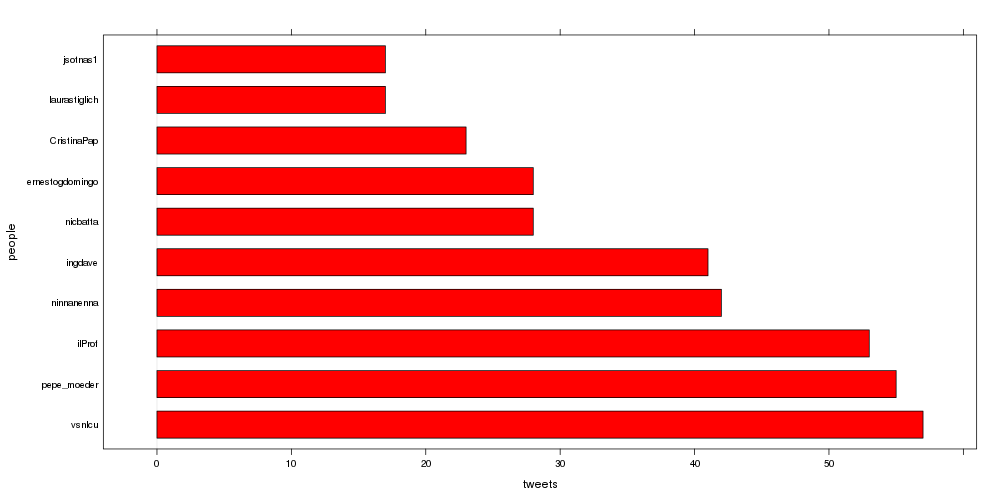 jsotnas1
laurastiglich
CristinaPap
ernestogdomingo
nicbatta
ingdave
ninnanenna
ilProf
pepe_moeder
vsnlcu
people
0 10 20 30 40 50
tweets